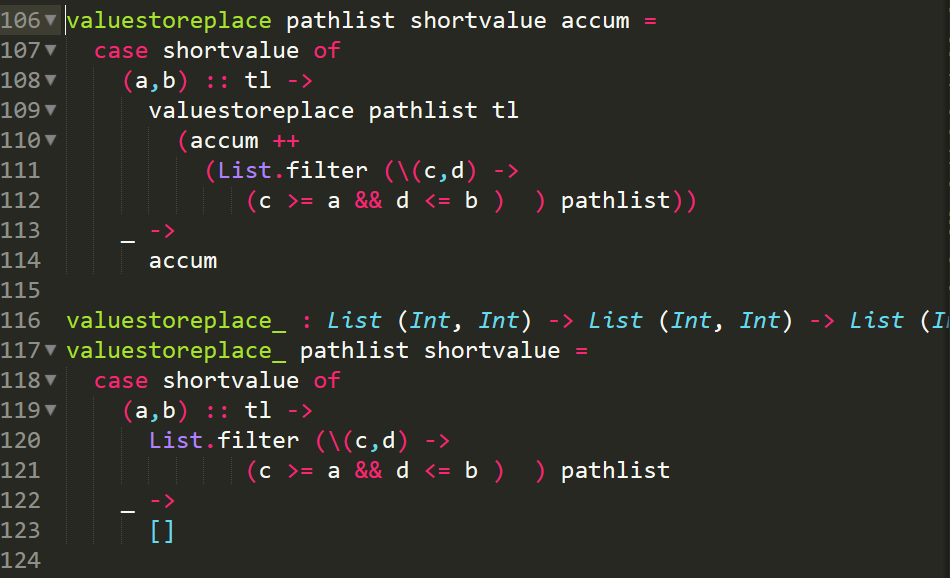 106 valuestoreplace pathlist shortvalue accum =
107 case shortvalue of
108 (a,b) :: tl ->
109 valuestoreplace pathlist tl
110 (accum ++
111 (List.filter (\(c,d) ->
112 (c >= a && d <= b ) ) pathlist))
113 _ ->
114 accum
115
116 valuestoreplace_ : List (Int, Int) -> List (Int, Int) -> List (I
117 valuestoreplace_ pathlist shortvalue =
118 case shortvalue of
119 (a,b) :: tl ->
120 List.filter (\(c,d) ->
121 (c >= a && d <= b ) ) pathlist
122 _ ->
123 []
124